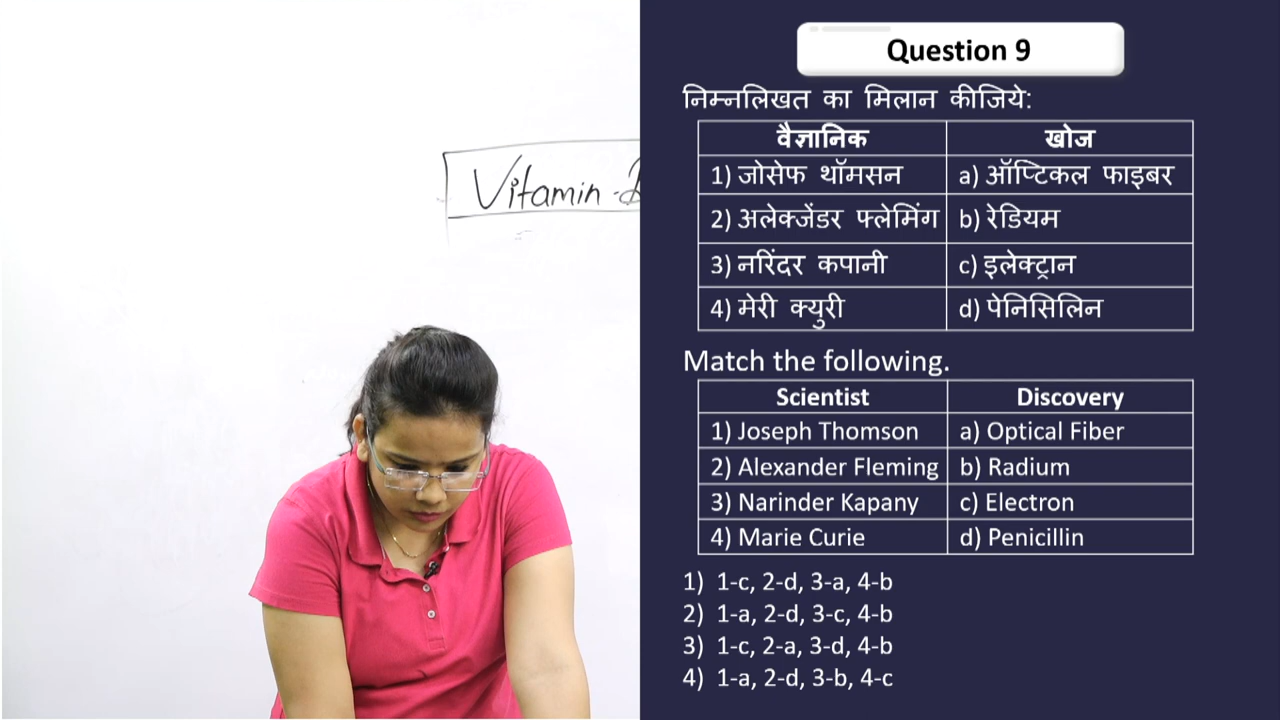 Vitamin -
Question 9
निम्नलिखत का मिलान कीजिये:
वैज्ञानिक खोज
1) जोसेफ थॉमसन a) ऑप्टिकल फाइबर
2) अलेक्जेंडर फ्लेमिंग b) रेडियम
3) नरिंदर कपानी c) इलेक्ट्रान
4) मेरी क्युरी d) पेनिसिलिन
Match the following.
Scientist Discovery
1) Joseph Thomson a) Optical Fiber
2) Alexander Fleming b) Radium
3) Narinder Kapany c) Electron
4) Marie Curie d) Penicillin
1) 1-c, 2-d, 3-a, 4-b
2) 1-a, 2-d, 3-c, 4-b
3) 1-c, 2-a, 3-d, 4-b
4) 1-a, 2-d, 3-b, 4-c